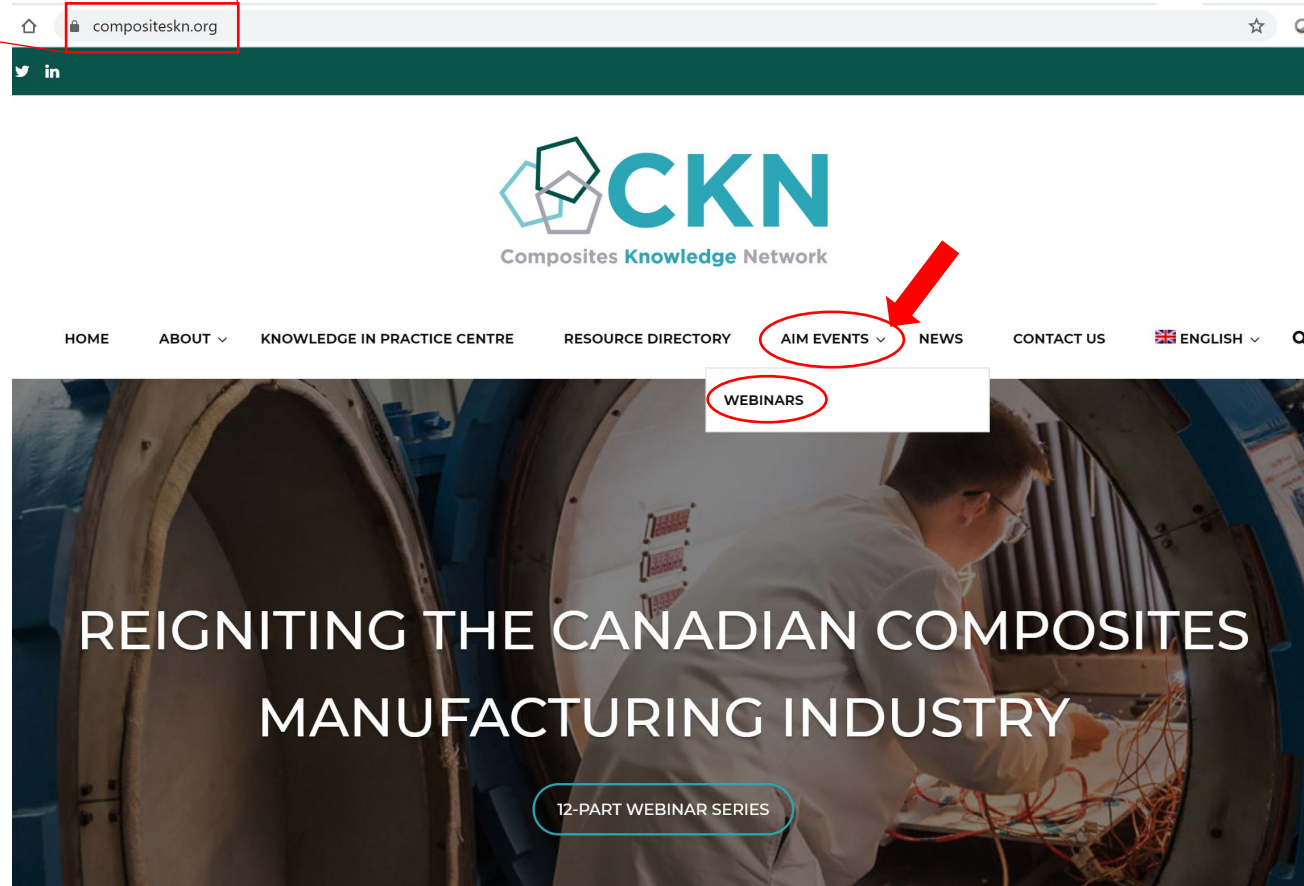 compositeskn.org
in
CKN
Composites Knowledge Network
HOME ABOUT KNOWLEDGE IN PRACTICE CENTRE RESOURCE DIRECTORY AIM EVENTS NEWS CONTACT US ENGLISH
WEBINARS
REIGNITING THE CANADIAN COMPOSITES
MANUFACTURING INDUSTRY
12-PART WEBINAR SERIES